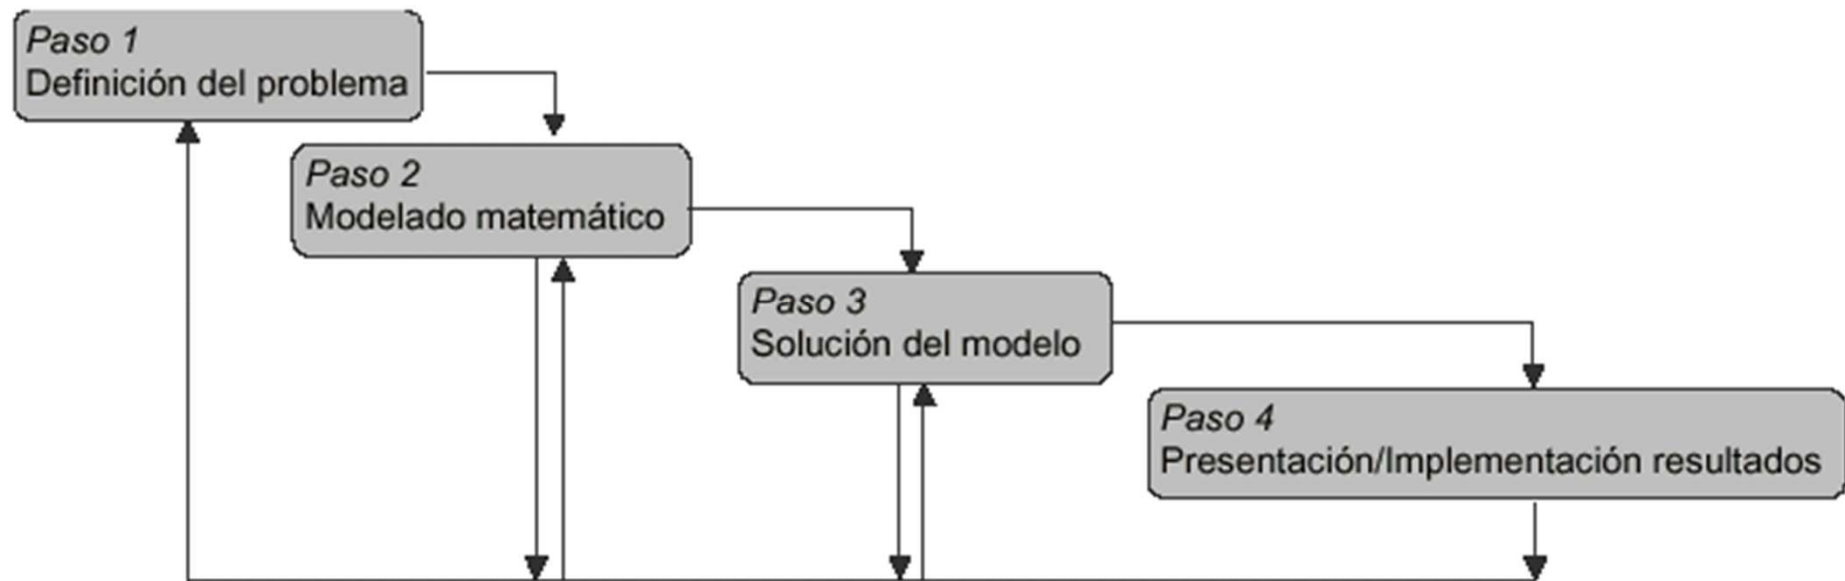 Paso 1
Definición del problema
Paso 2
Modelado matemático
Paso 3
Solución del modelo
Paso 4
Presentación/Implementación resultados